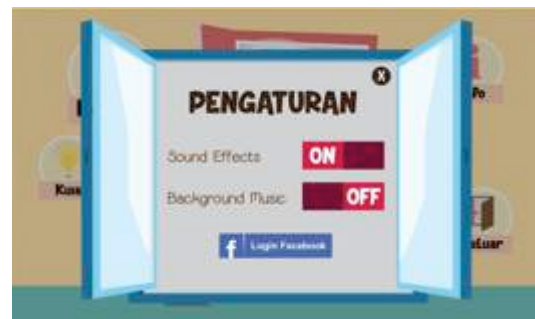 X
PENGATURAN
Sound Effects
ON
Background Music
OFF
f Login Facebook